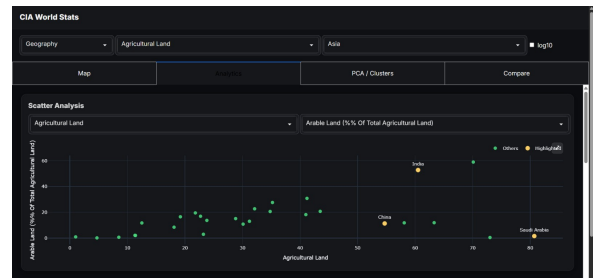 CIA World Stats
Geography Agricultural Land Asia log10
Map Analytics PCA / Clusters Compare
Scatter Analysis
Agricultural Land Arable Land (%% Of Total Agricultural Land)
Others Highlighted
Arable Land (%% Of Total Agricultural Land)
60
40
20
0
India
China
Saudi Arabia
0 10 20 30 40 50 60 70 80
Agricultural Land